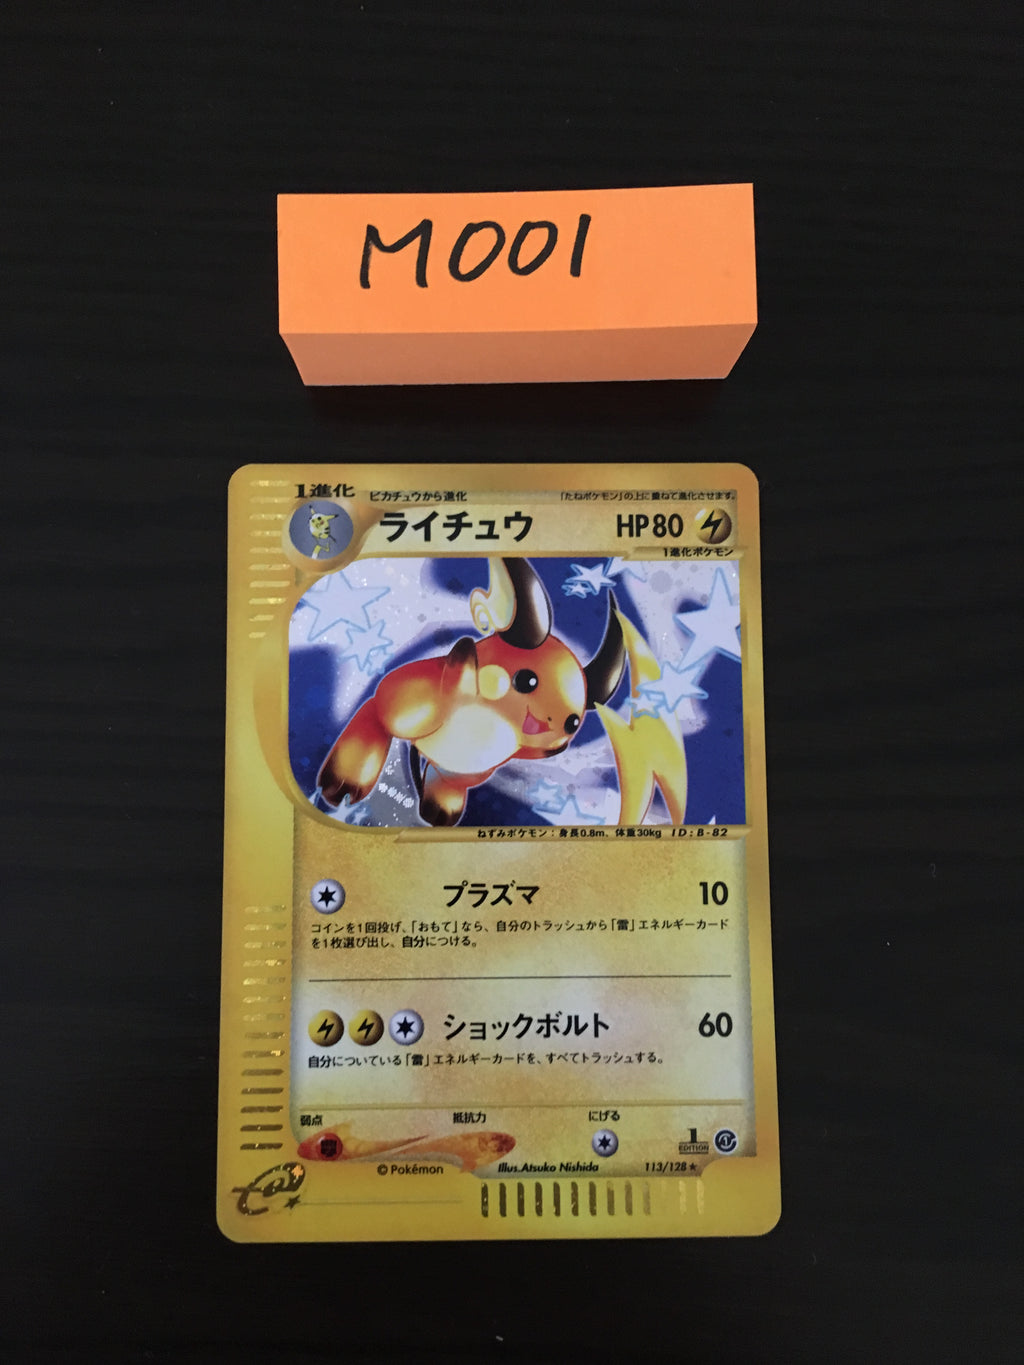 M001
1進化 ピカチュウから進化 「たねポケモン」の上に重ねて進化させます。
ライチュウ HP80
1進化ポケモン
ねずみポケモン：身長0.8m、体重30kg ID:B-82
プラズマ 10
コインを1回投げ、「おもて」なら、自分のトラッシュから「雷」エネルギーカード
を1枚選び出し、自分につける。
ショックボルト 60
自分についている「雷」エネルギーカードを、すべてトラッシュする。
弱点 抵抗力 にげる
1 EDITION
©Pokémon Illus.Atsuko Nishida 113/128★